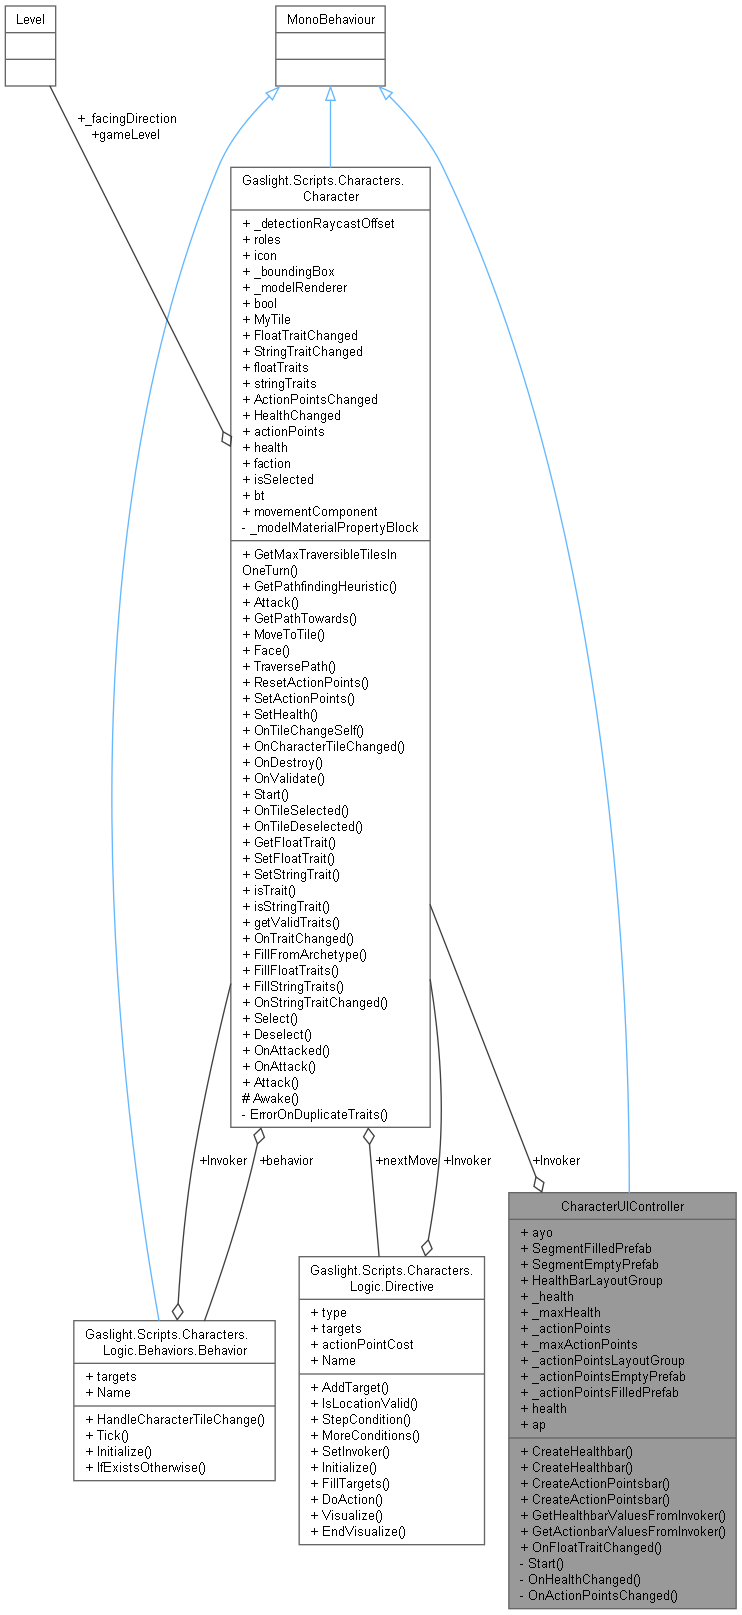 Level
MonoBehaviour
+_facingDirection
+gameLevel
Gaslight.Scripts.Characters.
Character
+ _detectionRaycastOffset
+ roles
+ icon
+ _boundingBox
+ _modelRenderer
+ bool
+ MyTile
+ FloatTraitChanged
+ StringTraitChanged
+ floatTraits
+ stringTraits
+ ActionPointsChanged
+ HealthChanged
+ actionPoints
+ health
+ faction
+ isSelected
+ bt
+ movementComponent
- _modelMaterialPropertyBlock
+ GetMaxTraversibleTilesIn
OneTurn()
+ GetPathfindingHeuristic()
+ Attack()
+ GetPathTowards()
+ MoveToTile()
+ Face()
+ TraversePath()
+ ResetActionPoints()
+ SetActionPoints()
+ SetHealth()
+ OnTileChangeSelf()
+ OnCharacterTileChanged()
+ OnDestroy()
+ OnValidate()
+ Start()
+ OnTileSelected()
+ OnTileDeselected()
+ GetFloatTrait()
+ SetFloatTrait()
+ SetStringTrait()
+ isTrait()
+ isStringTrait()
+ getValidTraits()
+ OnTraitChanged()
+ FillFromArchetype()
+ FillFloatTraits()
+ FillStringTraits()
+ OnStringTraitChanged()
+ Select()
+ Deselect()
+ OnAttacked()
+ OnAttack()
+ Attack()
# Awake()
- ErrorOnDuplicateTraits()
+Invoker
+behavior
+nextMove
+Invoker
+Invoker
Gaslight.Scripts.Characters.
Logic.Behaviors.Behavior
+ targets
+ Name
+ HandleCharacterTileChange()
+ Tick()
+ Initialize()
+ IfExistsOtherwise()
Gaslight.Scripts.Characters.
Logic.Directive
+ type
+ targets
+ actionPointCost
+ Name
+ AddTarget()
+ IsLocationValid()
+ StepCondition()
+ MoreConditions()
+ SetInvoker()
+ Initialize()
+ FillTargets()
+ DoAction()
+ Visualize()
+ EndVisualize()
CharacterUIController
+ ayo
+ SegmentFilledPrefab
+ SegmentEmptyPrefab
+ HealthBarLayoutGroup
+ _health
+ _maxHealth
+ _actionPoints
+ _maxActionPoints
+ _actionPointsLayoutGroup
+ _actionPointsEmptyPrefab
+ _actionPointsFilledPrefab
+ health
+ ap
+ CreateHealthbar()
+ CreateHealthbar()
+ CreateActionPointsbar()
+ CreateActionPointsbar()
+ GetHealthbarValuesFromInvoker()
+ GetActionbarValuesFromInvoker()
+ OnFloatTraitChanged()
- Start()
- OnHealthChanged()
- OnActionPointsChanged()